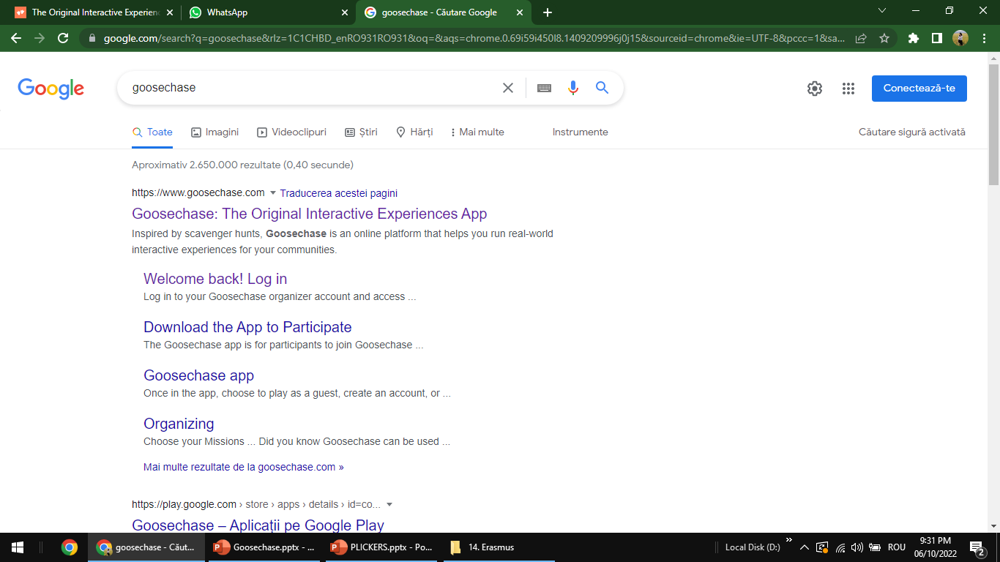 The Original Interactive Experien
WhatsApp
goosechase - Căutare Google
google.com/search?q=goosechase&rlz=1C1CHBD_enRO931RO931&oq=&aqs=chrome.0.69i59i450l8.1409209996j0j15&sourceid=chrome&ie=UTF-8&pccc=1&sa...
Google
goosechase
Conectează-te
Toate
Imagini
Videoclipuri
Știri
Hărți
Mai multe
Instrumente
Căutare sigură activată
Aproximativ 2.650.000 rezultate (0,40 secunde)
https://www.goosechase.com
Traducerea acestei pagini
Goosechase: The Original Interactive Experiences App
Inspired by scavenger hunts, Goosechase is an online platform that helps you run real-world
interactive experiences for your communities.
Welcome back! Log in
Log in to your Goosechase organizer account and access ...
Download the App to Participate
The Goosechase app is for participants to join Goosechase ...
Goosechase app
Once in the app, choose to play as a guest, create an account, or ...
Organizing
Choose your Missions ... Did you know Goosechase can be used ...
Mai multe rezultate de la goosechase.com »
https://play.google.com › store › apps › details › id=co...
Goosechase – Aplicații pe Google Play
goosechase - Căut...
Goosechase.pptx - ...
PLICKERS.pptx - Po...
14. Erasmus
Local Disk (D:)
ROU
9:31 PM
06/10/2022
2